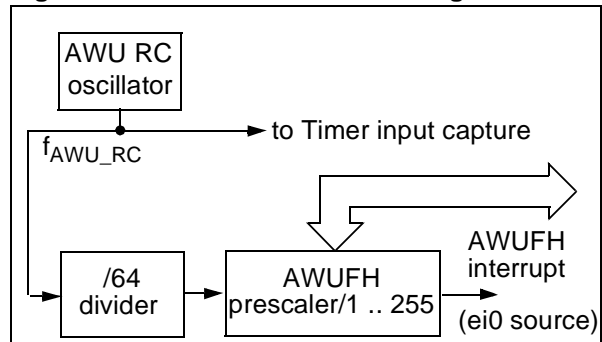 AWU RC
oscillator
to Timer input capture
fAWU_RC
AWUFH
interrupt
/64
divider
AWUFH
prescaler/1 .. 255
(ei0 source)